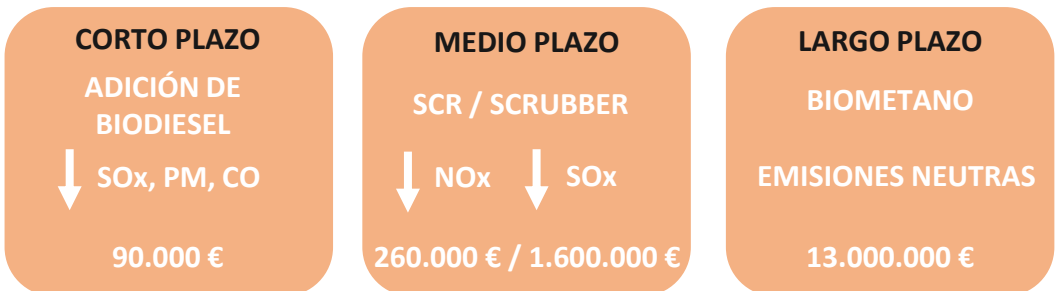 CORTO PLAZO
ADICIÓN DE
BIODIESEL
SOx, PM, CO
90.000 €
MEDIO PLAZO
SCR / SCRUBBER
NOx
SOx
260.000 € / 1.600.000 €
LARGO PLAZO
BIOMETANO
EMISIONES NEUTRAS
13.000.000 €